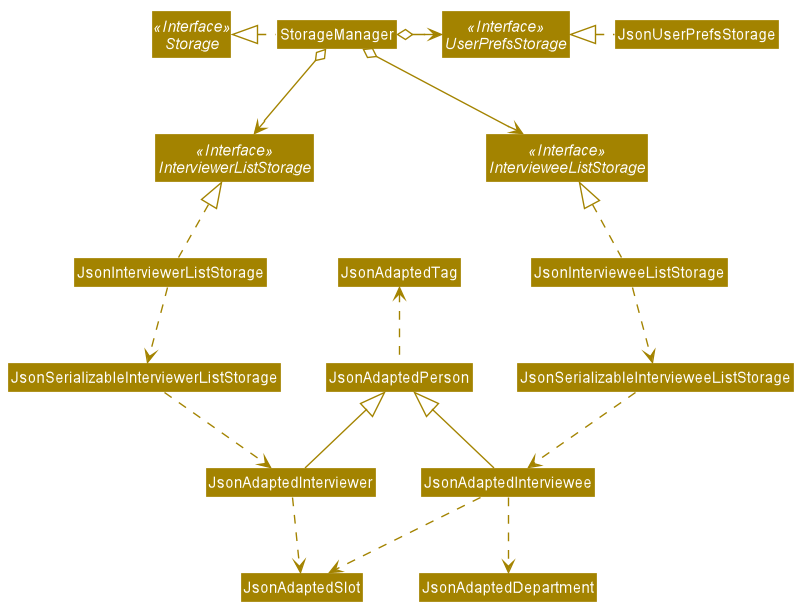 «Interface»
Storage
StorageManager
«Interface»
UserPrefsStorage
JsonUserPrefsStorage
«Interface»
InterviewerListStorage
«Interface»
IntervieweeListStorage
JsonInterviewerListStorage
JsonAdaptedTag
JsonIntervieweeListStorage
JsonSerializableInterviewerListStorage
JsonAdaptedPerson
JsonSerializableIntervieweeListStorage
JsonAdaptedInterviewer
JsonAdaptedInterviewee
JsonAdaptedSlot
JsonAdaptedDepartment